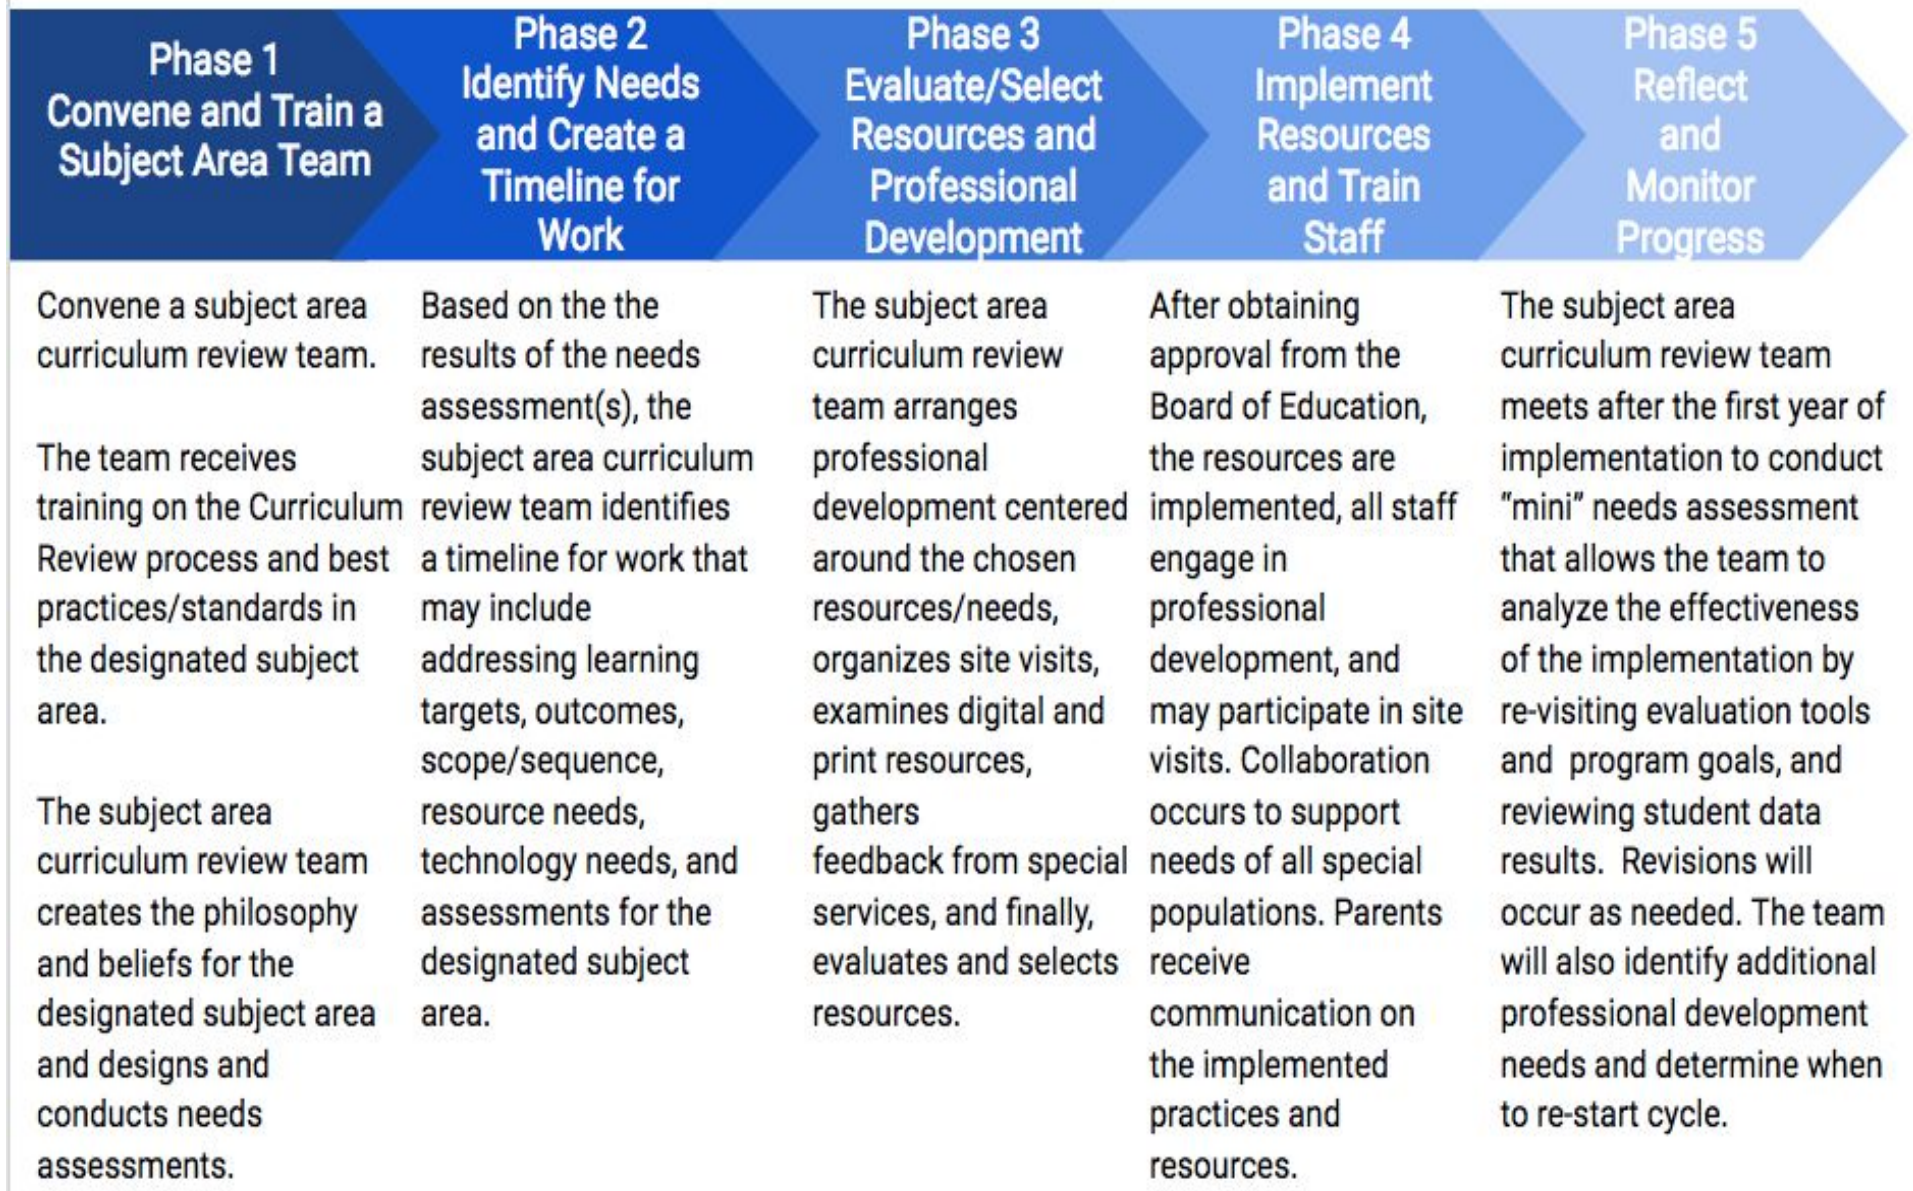 Phase 1
Convene and Train a
Subject Area Team
Phase 2
Identify Needs
and Create a
Timeline for
Work
Phase 3
Evaluate/Select
Resources and
Professional
Development
Phase 4
Implement
Resources
and Train
Staff
Phase 5
Reflect
and
Monitor
Progress
Convene a subject area
curriculum review team.
The team receives
training on the Curriculum
Review process and best
practices/standards in
the designated subject
area.
The subject area
curriculum review team
creates the philosophy
and beliefs for the
designated subject area
and designs and
conducts needs
assessments.
Based on the the
results of the needs
assessment(s), the
subject area curriculum
review team identifies
a timeline for work that
may include
addressing learning
targets, outcomes,
scope/sequence,
resource needs,
technology needs, and
assessments for the
designated subject
area.
The subject area
curriculum review
team arranges
professional
development centered
around the chosen
resources/needs,
organizes site visits,
examines digital and
print resources,
gathers
feedback from special
services, and finally,
evaluates and selects
resources.
After obtaining
approval from the
Board of Education,
the resources are
implemented, all staff
engage in
professional
development, and
may participate in site
visits. Collaboration
occurs to support
needs of all special
populations. Parents
receive
communication on
the implemented
practices and
resources.
The subject area
curriculum review team
meets after the first year of
implementation to conduct
“mini” needs assessment
that allows the team to
analyze the effectiveness
of the implementation by
re-visiting evaluation tools
and  program goals, and
reviewing student data
results.  Revisions will
occur as needed. The team
will also identify additional
professional development
needs and determine when
to re-start cycle.